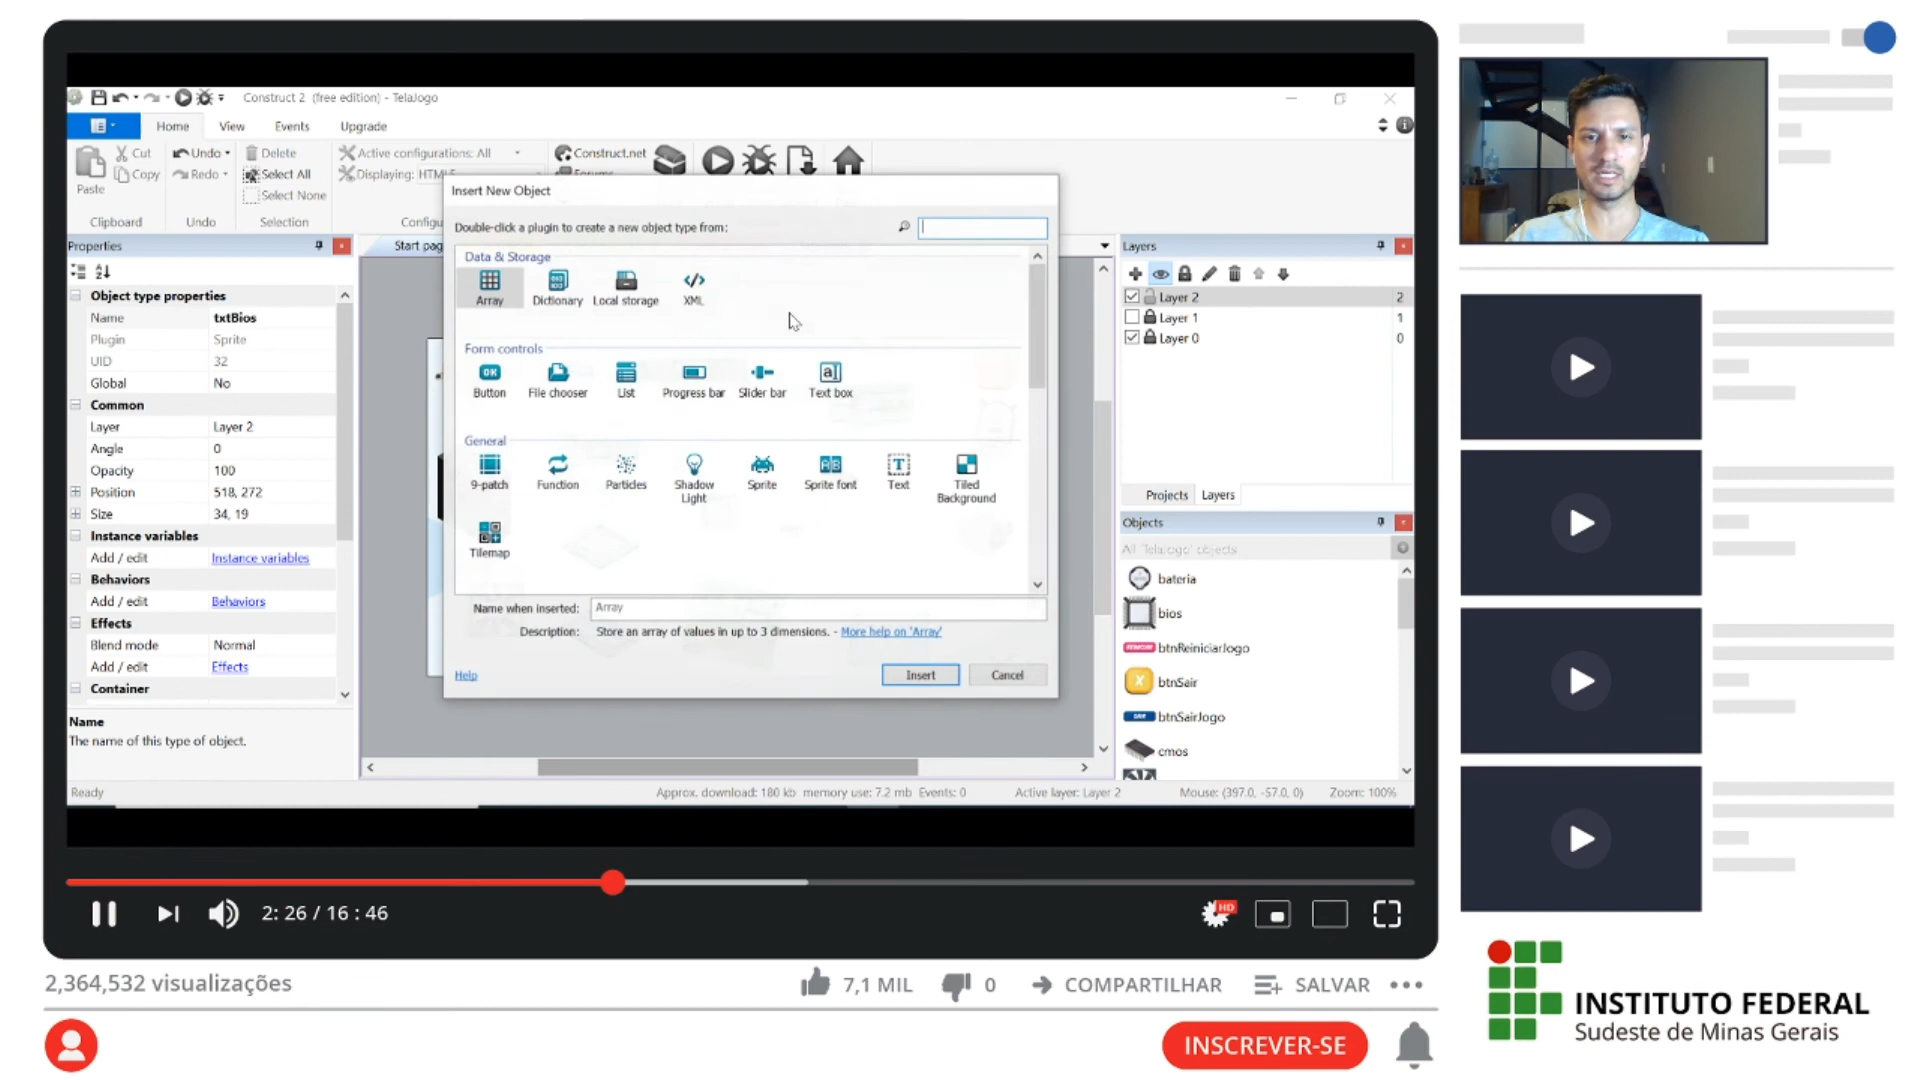 Construct 2 (free edition) - TelaJogo
Home View Events Upgrade
Paste
Cut
Copy
Clipboard
Undo
Redo
Undo
Delete
Select All
Select None
Selection
Active configurations: All
Displaying: HTML5
Configu
Construct.net
Forums
Properties
Object type properties
Name txtBios
Plugin Sprite
UID 32
Global No
Common
Layer Layer 2
Angle 0
Opacity 100
Position 518, 272
Size 34, 19
Instance variables
Add / edit Instance variables
Behaviors
Add / edit Behaviors
Effects
Blend mode Normal
Add / edit Effects
Container
Name
The name of this type of object.
Start pag
Insert New Object
Double-click a plugin to create a new object type from:
Data & Storage
Array Dictionary Local storage XML
Form controls
OK
Button File chooser List Progress bar Slider bar Text box
General
9-patch Function Particles Shadow Light Sprite Sprite font Text Tiled Background
Tilemap
Name when inserted: Array
Description: Store an array of values in up to 3 dimensions. - More help on 'Array'
Help
Insert Cancel
Layers
Layer 2 2
Layer 1 1
Layer 0 0
Projects Layers
Objects
All 'TelaJogo' objects
bateria
bios
btnReiniciarJogo
X
btnSair
btnSairJogo
cmos
Ready
Approx. download: 180 kb memory use: 7.2 mb Events: 0
Active layer: Layer 2
Mouse: (397.0, -57.0, 0)
Zoom: 100%
2: 26 / 16 : 46
HD
2,364,532 visualizações
7,1 MIL
0
COMPARTILHAR
SALVAR
INSCREVER-SE
INSTITUTO FEDERAL
Sudeste de Minas Gerais